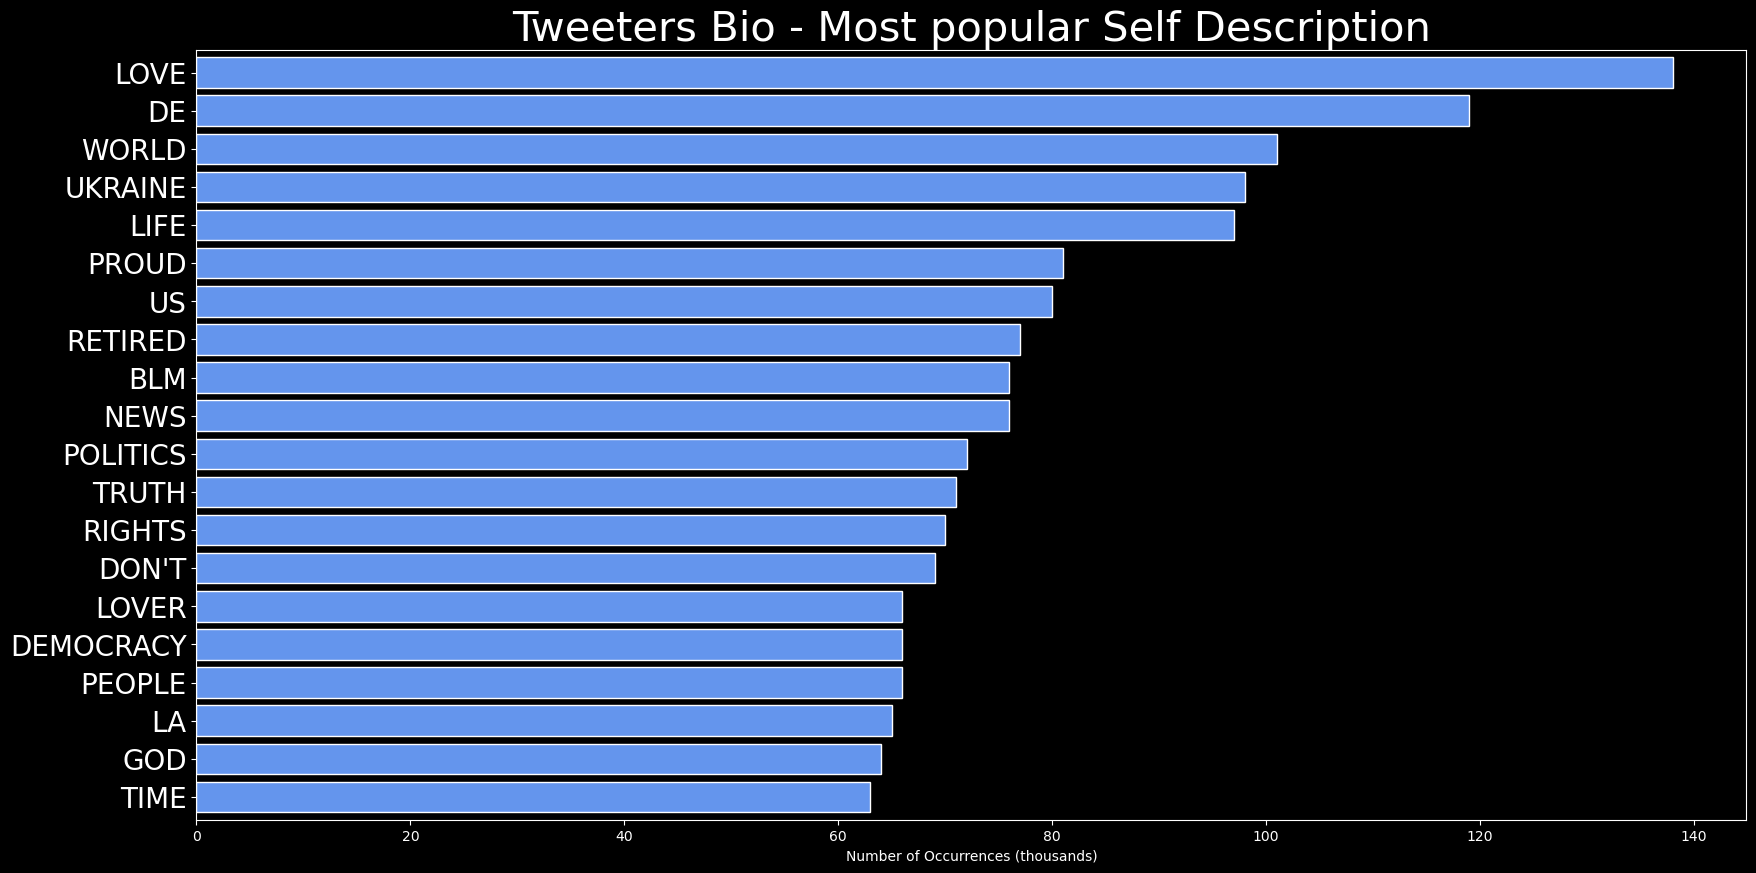 Tweeters Bio - Most popular Self Description
LOVE
DE
WORLD
UKRAINE
LIFE
PROUD
US
RETIRED
BLM
NEWS
POLITICS
TRUTH
RIGHTS
DON'T
LOVER
DEMOCRACY
PEOPLE
LA
GOD
TIME
0 20 40 60 80 100 120 140
Number of Occurrences (thousands)